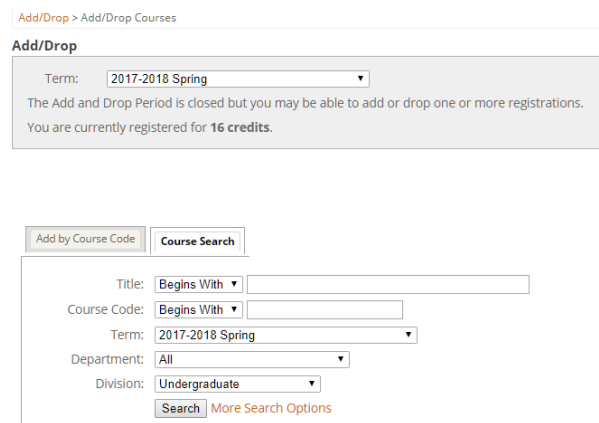 Add/Drop > Add/Drop Courses
Add/Drop
Term: 2017-2018 Spring
The Add and Drop Period is closed but you may be able to add or drop one or more registrations.
You are currently registered for 16 credits.
Add by Course Code Course Search
Title: Begins With
Course Code: Begins With
Term: 2017-2018 Spring
Department: All
Division: Undergraduate
Search More Search Options